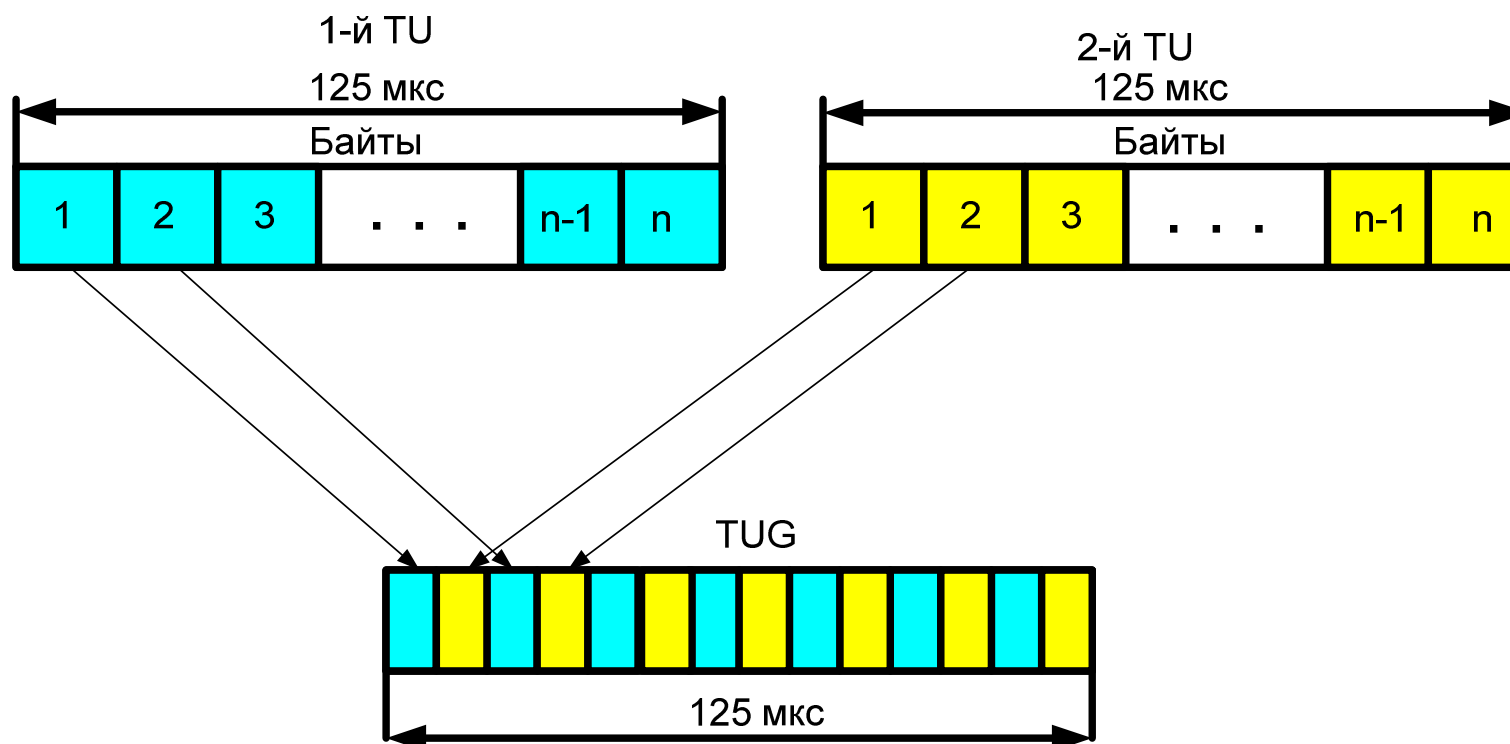 1-й TU
125 мкс
Байты
1 2 3 . . . n-1 n
2-й TU
125 мкс
Байты
1 2 3 . . . n-1 n
TUG
125 мкс